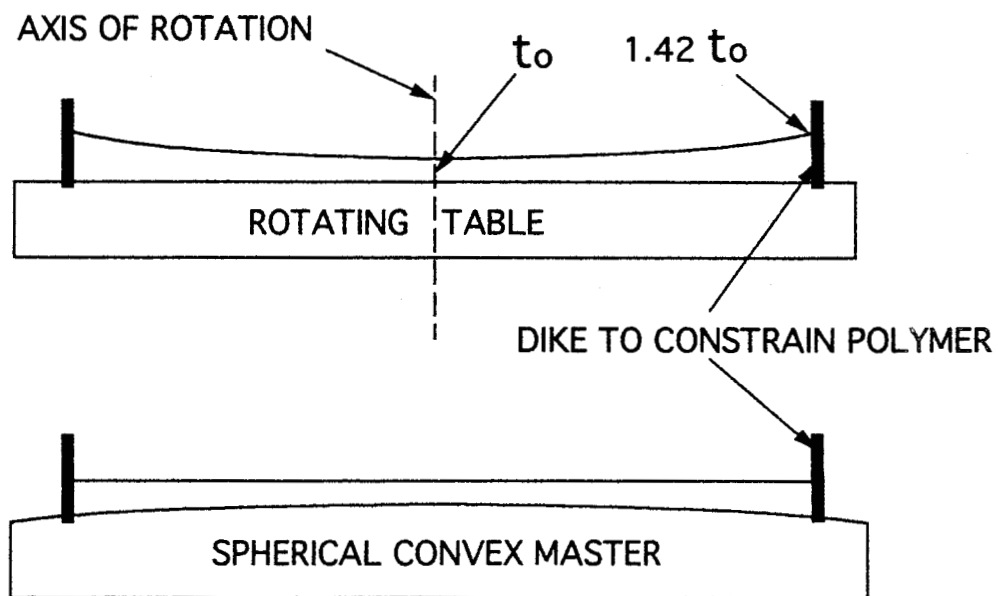 AXIS OF ROTATION
to
1.42 to
ROTATING TABLE
DIKE TO CONSTRAIN POLYMER
SPHERICAL CONVEX MASTER